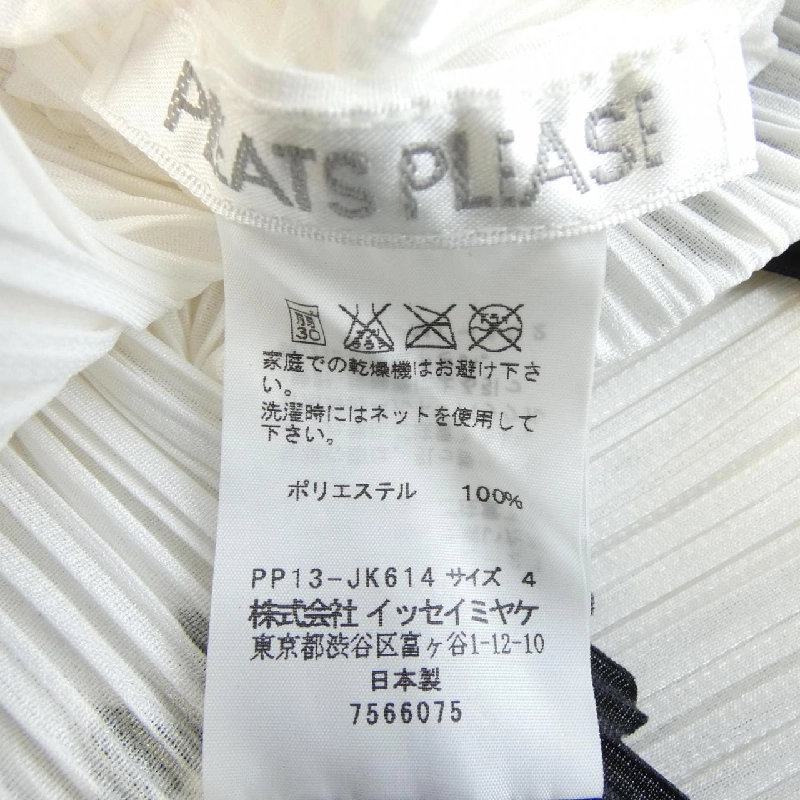 PLEATS PLEASE
30
家庭での乾燥機はお避け下さ
い。
洗濯時にはネットを使用して
下さい。
ポリエステル 100%
PP13-JK614 サイズ 4
株式会社 イッセイミヤケ
東京都渋谷区富ヶ谷1-12-10
日本製
7566075